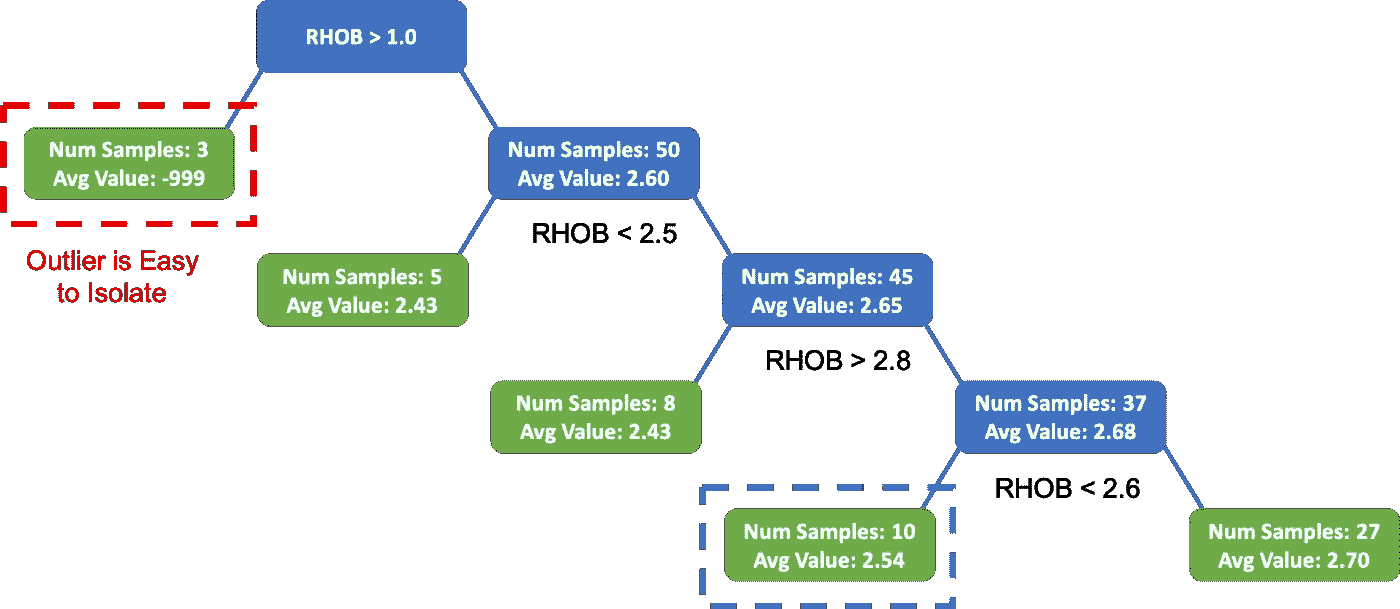 RHOB > 1.0
Num Samples: 3
Avg Value: -999
Outlier is Easy
to Isolate
Num Samples: 50
Avg Value: 2.60
RHOB < 2.5
Num Samples: 5
Avg Value: 2.43
Num Samples: 45
Avg Value: 2.65
RHOB > 2.8
Num Samples: 8
Avg Value: 2.43
Num Samples: 37
Avg Value: 2.68
RHOB < 2.6
Num Samples: 10
Avg Value: 2.54
Num Samples: 27
Avg Value: 2.70